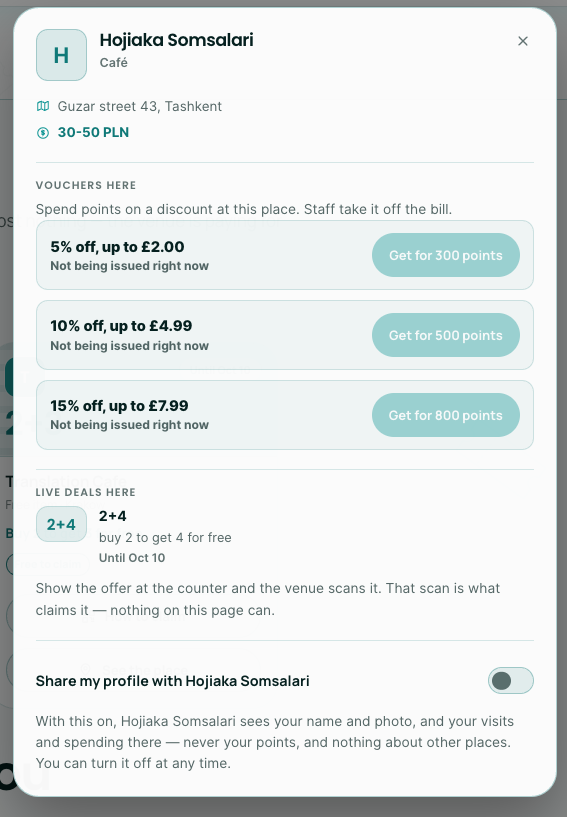 H
Hojiaka Somsalari
Café
Guzar street 43, Tashkent
30-50 PLN
VOUCHERS HERE
Spend points on a discount at this place. Staff take it off the bill.
5% off, up to £2.00
Not being issued right now
Get for 300 points
10% off, up to £4.99
Not being issued right now
Get for 500 points
15% off, up to £7.99
Not being issued right now
Get for 800 points
LIVE DEALS HERE
2+4
2+4
buy 2 to get 4 for free
Until Oct 10
Show the offer at the counter and the venue scans it. That scan is what
claims it — nothing on this page can.
Share my profile with Hojiaka Somsalari
With this on, Hojiaka Somsalari sees your name and photo, and your visits
and spending there — never your points, and nothing about other places.
You can turn it off at any time.